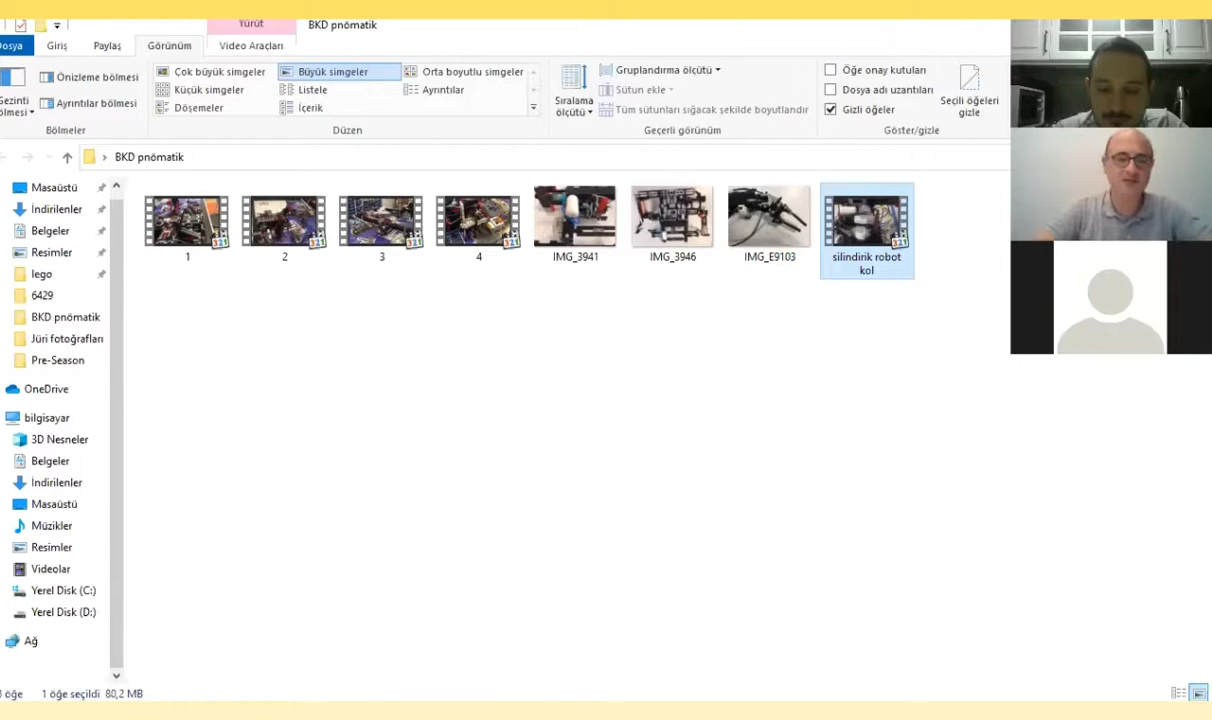 Yürüt
BKD pnömatik
Dosya
Giriş
Paylaş
Görünüm
Video Araçları
Önizleme bölmesi
Ayrıntılar bölmesi
Bölmeler
Çok büyük simgeler
Büyük simgeler
Orta boyutlu simgeler
Küçük simgeler
Listele
Ayrıntılar
Döşemeler
İçerik
Düzen
Sıralama
ölçütü
Gruplandırma ölçütü
Sütun ekle
Tüm sütunları sığacak şekilde boyutlandır
Geçerli görünüm
Öğe onay kutuları
Dosya adı uzantıları
Gizli öğeler
Seçili öğeleri
gizle
Göster/gizle
BKD pnömatik
Masaüstü
İndirilenler
Belgeler
Resimler
lego
6429
BKD pnömatik
Jüri fotoğrafları
Pre-Season
OneDrive
bilgisayar
3D Nesneler
Belgeler
İndirilenler
Masaüstü
Müzikler
Resimler
Videolar
Yerel Disk (C:)
Yerel Disk (D:)
Ağ
1
2
3
4
IMG_3941
IMG_3946
IMG_E9103
silindirik robot
kol
321
321
321
321
321
öğe
1 öğe seçildi 80,2 MB